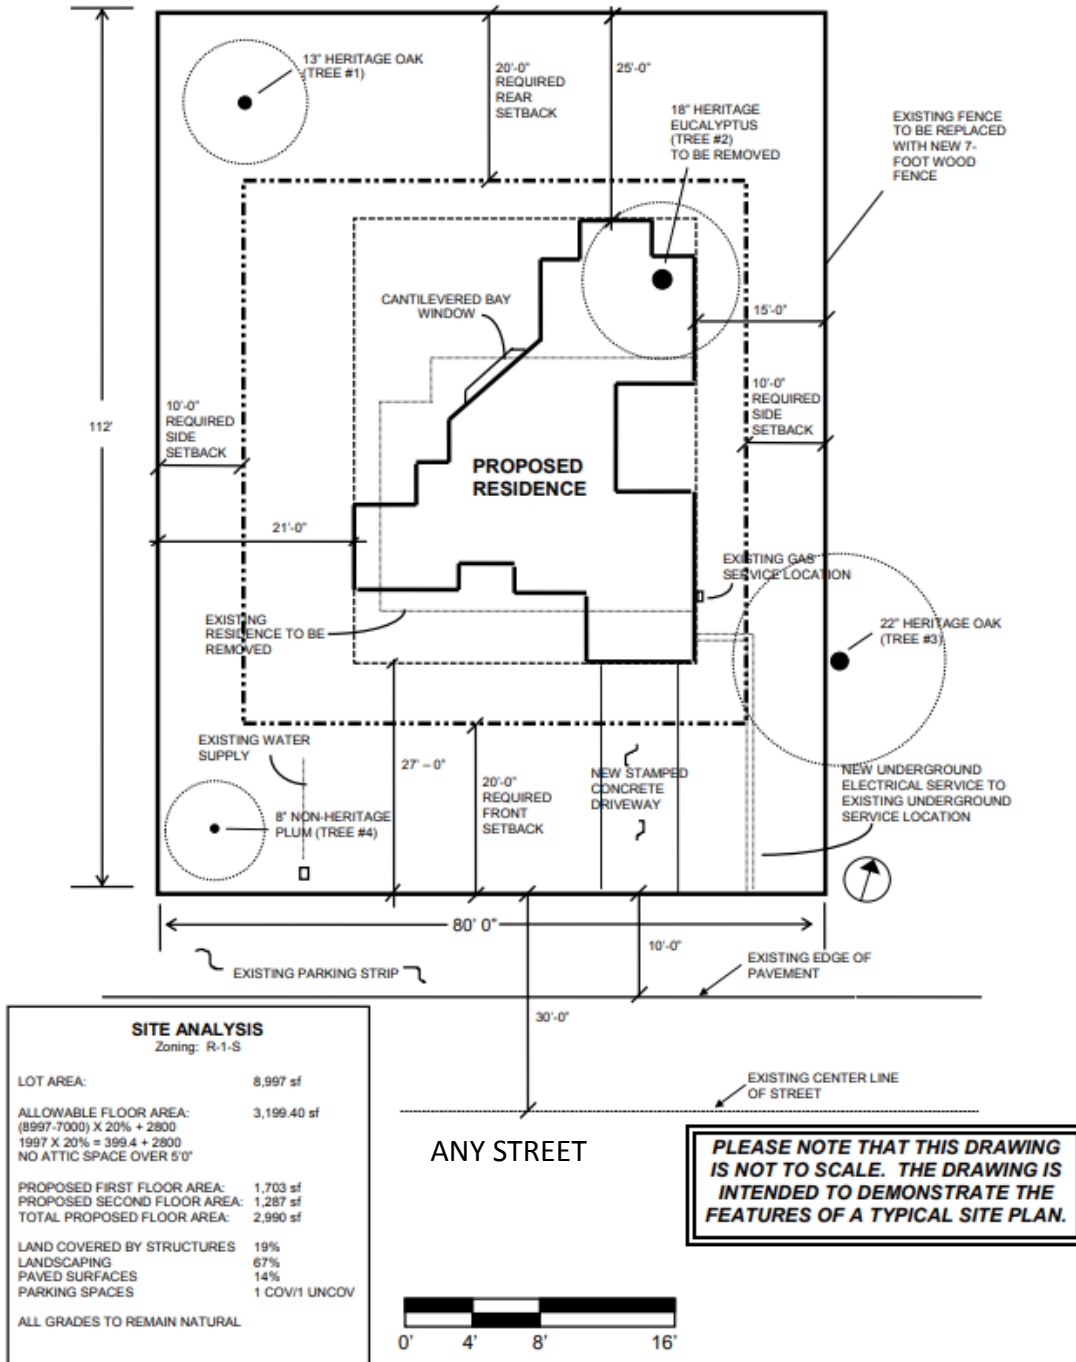 13" HERITAGE OAK
(TREE #1)
20'-0"
REQUIRED
REAR
SETBACK
25'-0"
18" HERITAGE
EUCALYPTUS
(TREE #2)
TO BE REMOVED
EXISTING FENCE
TO BE REPLACED
WITH NEW 7-
FOOT WOOD
FENCE
CANTILEVERED BAY
WINDOW
15'-0"
10'-0"
REQUIRED
SIDE
SETBACK
112'
10'-0"
REQUIRED
SIDE
SETBACK
PROPOSED
RESIDENCE
21'-0"
EXISTING GAS
SERVICE LOCATION
EXISTING
RESIDENCE TO BE
REMOVED
22" HERITAGE OAK
(TREE #3)
EXISTING WATER
SUPPLY
27' – 0"
20'-0"
REQUIRED
FRONT
SETBACK
NEW STAMPED
CONCRETE
DRIVEWAY
NEW UNDERGROUND
ELECTRICAL SERVICE TO
EXISTING UNDERGROUND
SERVICE LOCATION
8" NON-HERITAGE
PLUM (TREE #4)
80' 0"
10'-0"
EXISTING PARKING STRIP
EXISTING EDGE OF
PAVEMENT
30'-0"
EXISTING CENTER LINE
OF STREET
ANY STREET
SITE ANALYSIS
Zoning: R-1-S
LOT AREA: 8,997 sf
ALLOWABLE FLOOR AREA: 3,199.40 sf
(8997-7000) X 20% + 2800
1997 X 20% = 399.4 + 2800
NO ATTIC SPACE OVER 5'0"
PROPOSED FIRST FLOOR AREA: 1,703 sf
PROPOSED SECOND FLOOR AREA: 1,287 sf
TOTAL PROPOSED FLOOR AREA: 2,990 sf
LAND COVERED BY STRUCTURES 19%
LANDSCAPING 67%
PAVED SURFACES 14%
PARKING SPACES 1 COV/1 UNCOV
ALL GRADES TO REMAIN NATURAL
PLEASE NOTE THAT THIS DRAWING
IS NOT TO SCALE. THE DRAWING IS
INTENDED TO DEMONSTRATE THE
FEATURES OF A TYPICAL SITE PLAN.
0' 4' 8' 16'